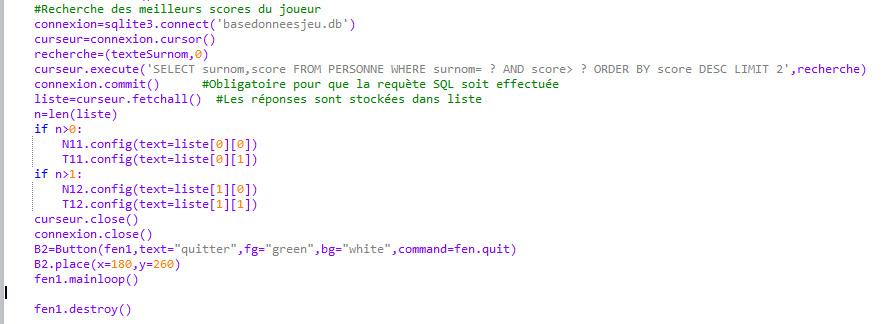 #Recherche des meilleurs scores du joueur
connexion=sqlite3.connect('basedonneesjeu.db')
curseur=connexion.cursor()
recherche=(texteSurnom,0)
curseur.execute('SELECT surnom,score FROM PERSONNE WHERE surnom= ? AND score> ? ORDER BY score DESC LIMIT 2',recherche)
connexion.commit()      #Obligatoire pour que la requète SQL soit effectuée
liste=curseur.fetchall()  #Les réponses sont stockées dans liste
n=len(liste)
if n>0:
    N11.config(text=liste[0][0])
    T11.config(text=liste[0][1])
if n>1:
    N12.config(text=liste[1][0])
    T12.config(text=liste[1][1])
curseur.close()
connexion.close()
B2=Button(fen1,text="quitter",fg="green",bg="white",command=fen.quit)
B2.place(x=180,y=260)
fen1.mainloop()
fen1.destroy()